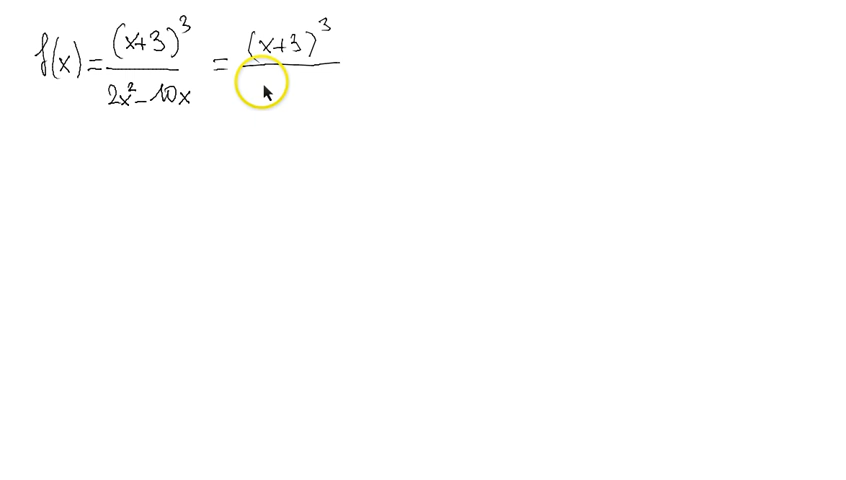 f(x) = (x+3)^3 / (2x^2 - 10x) = (x+3)^3 /